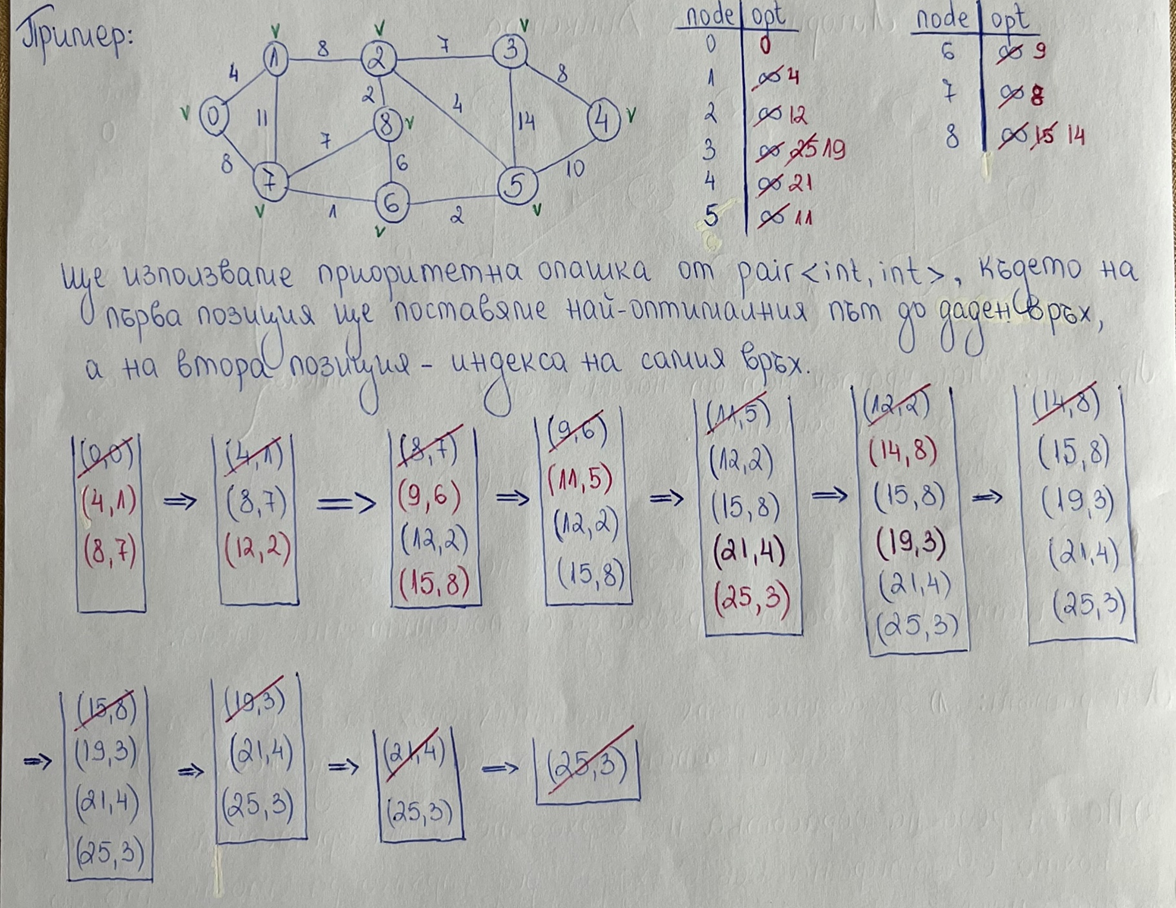 Пример:
1 8 2 7 3
4 8
0 11 2 8 4 14 4
8 7 6 10
7 1 6 2 5
v v v v v v v v v
node opt
0 0
1 ∞ 4
2 ∞ 12
3 ∞ 25 19
4 ∞ 21
5 ∞ 11
node opt
6 ∞ 9
7 ∞ 8
8 ∞ 15 14
Ще използваме приоритетна опашка от pair<int, int>, където на
първа позиция ще поставяме най-оптималния път до даден връх,
а на втора позиция - индекса на самия връх.
(0,0)
(4,1)
(8,7)
⇒
(4,1)
(8,7)
(12,2)
⇒
(8,7)
(9,6)
(12,2)
(15,8)
⇒
(9,6)
(11,5)
(12,2)
(15,8)
⇒
(11,5)
(12,2)
(15,8)
(21,4)
(25,3)
⇒
(12,2)
(14,8)
(15,8)
(19,3)
(21,4)
(25,3)
⇒
(14,8)
(15,8)
(19,3)
(21,4)
(25,3)
⇒
(15,8)
(19,3)
(21,4)
(25,3)
⇒
(19,3)
(21,4)
(25,3)
⇒
(21,4)
(25,3)
⇒
(25,3)